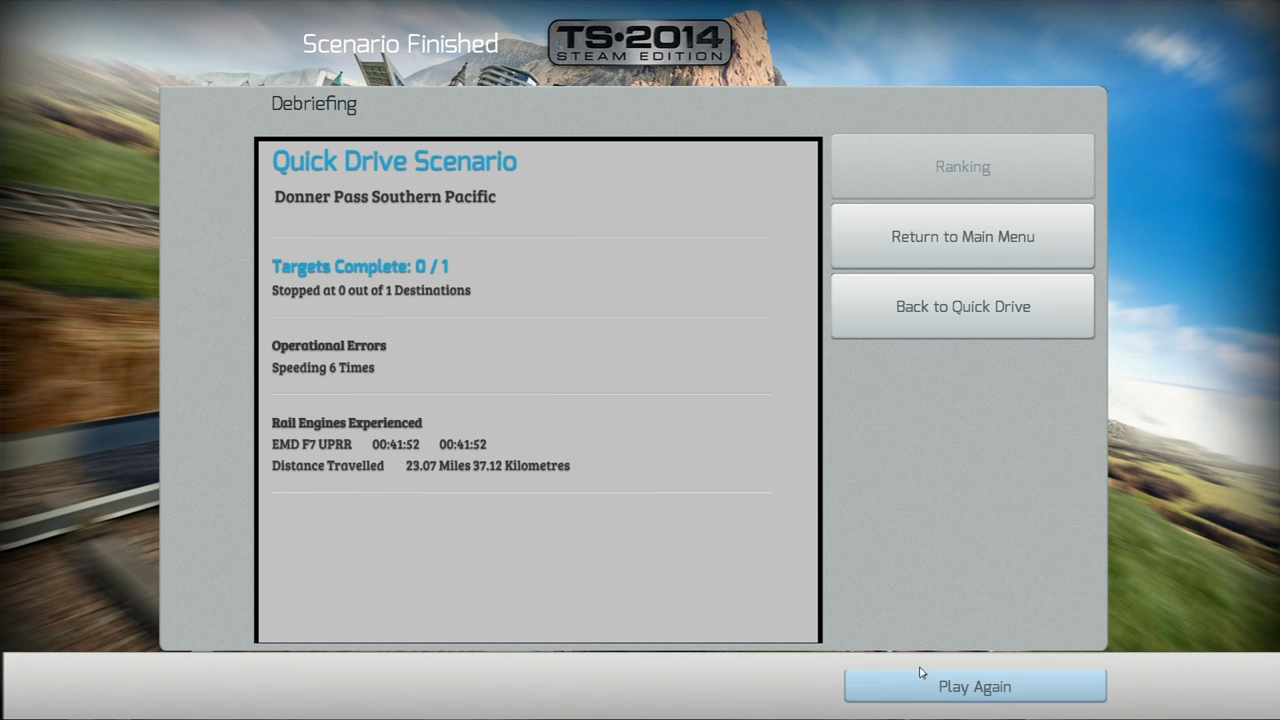 Scenario Finished
TS•2014
STEAM EDITION
Debriefing
Quick Drive Scenario
Donner Pass Southern Pacific
Targets Complete: 0 / 1
Stopped at 0 out of 1 Destinations
Operational Errors
Speeding 6 Times
Rail Engines Experienced
EMD F7 UPRR 00:41:52 00:41:52
Distance Travelled 23.07 Miles 37.12 Kilometres
Ranking
Return to Main Menu
Back to Quick Drive
Play Again